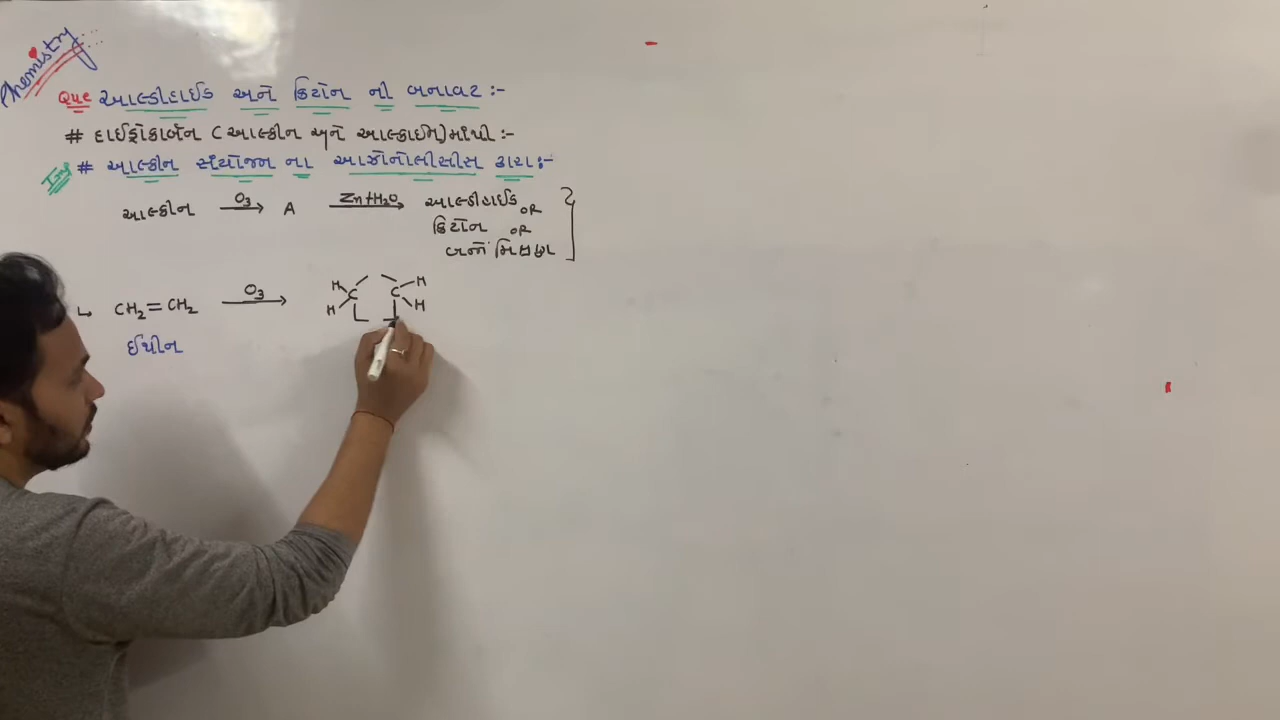 Chemistry
Que આલ્ડીહાઈડ અને કિટોન ની બનાવટ :-
# હાઈડ્રોકાર્બન (આલ્કીન અને આલ્કાઈન) માંથી :-
Imp # આલ્કીન સંયોજન ના આઝોનોલીસીસ દ્વારા :-
આલ્કીન O3 A Zn+H2O આલ્ડીહાઈડ OR
કિટોન OR
બન્ને મિશ્રણ
↳ CH2=CH2 O3 H H C C H H
ઈથીન